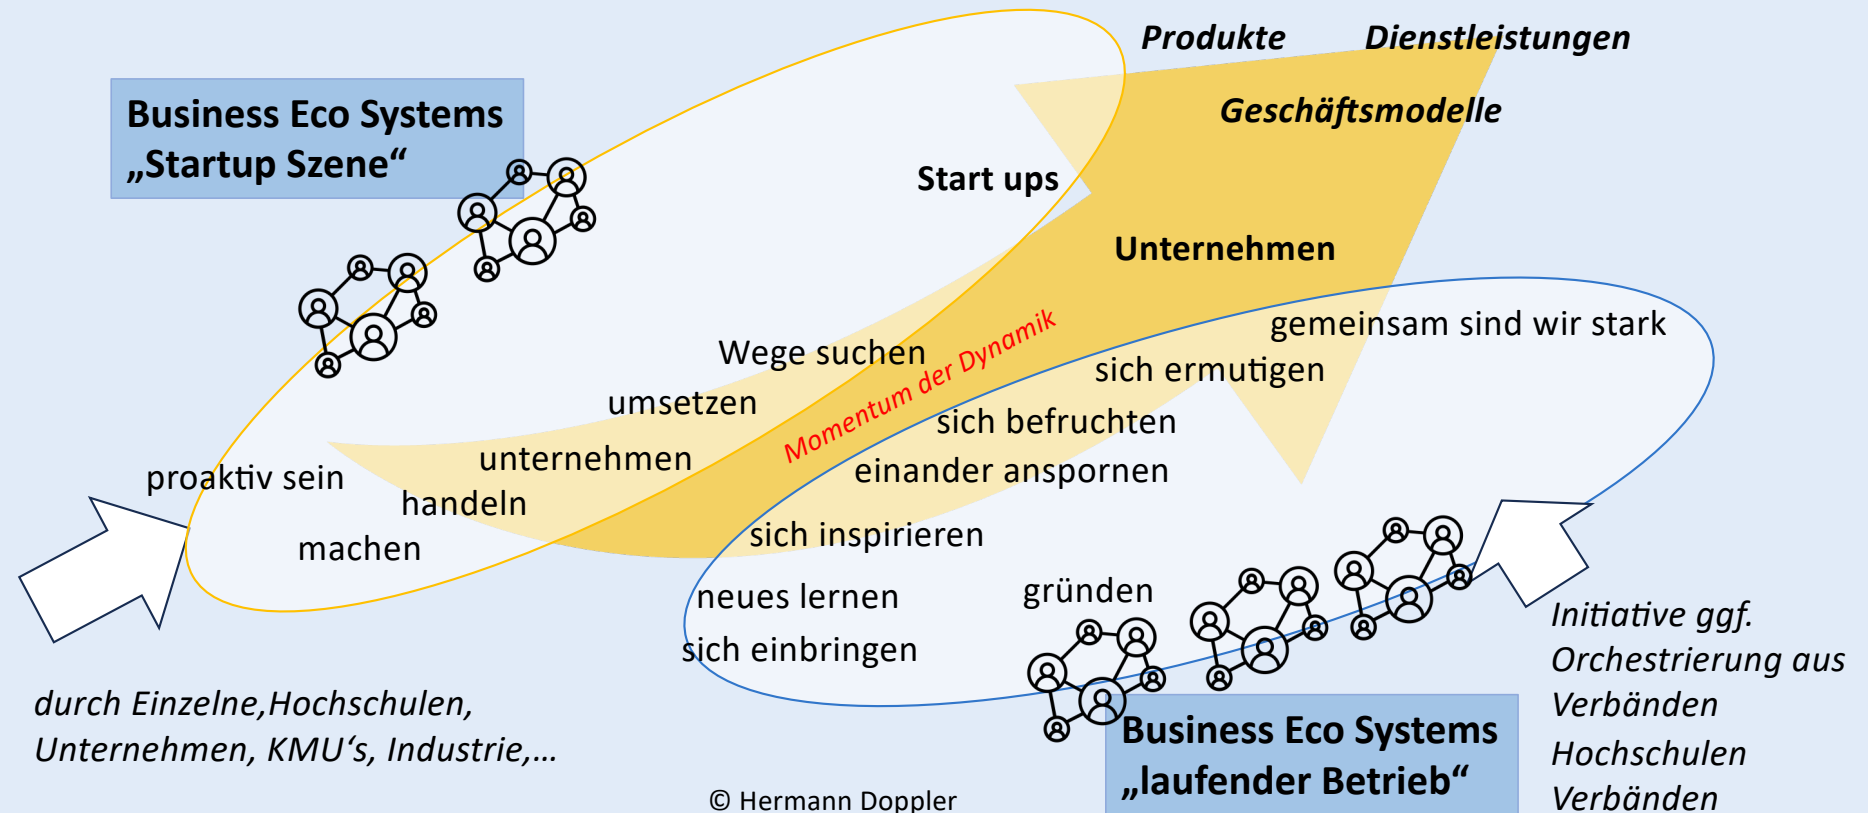 Produkte
Dienstleistungen
Geschäftsmodelle
Business Eco Systems
„Startup Szene“
Start ups
Unternehmen
gemeinsam sind wir stark
Wege suchen
Momentum der Dynamik
sich ermutigen
umsetzen
sich befruchten
unternehmen
einander anspornen
proaktiv sein
handeln
machen
sich inspirieren
neues lernen
gründen
sich einbringen
durch Einzelne,Hochschulen,
Unternehmen, KMU‘s, Industrie,…
Initiative ggf.
Orchestrierung aus
Verbänden
Hochschulen
Verbänden
Business Eco Systems
„laufender Betrieb“
© Hermann Doppler